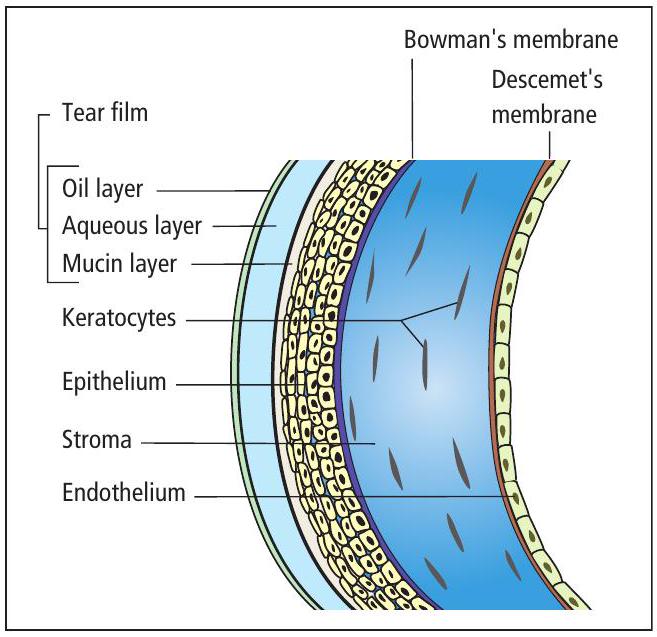 Bowman's membrane
Descemet's
membrane
Tear film
Oil layer
Aqueous layer
Mucin layer
Keratocytes
Epithelium
Stroma
Endothelium